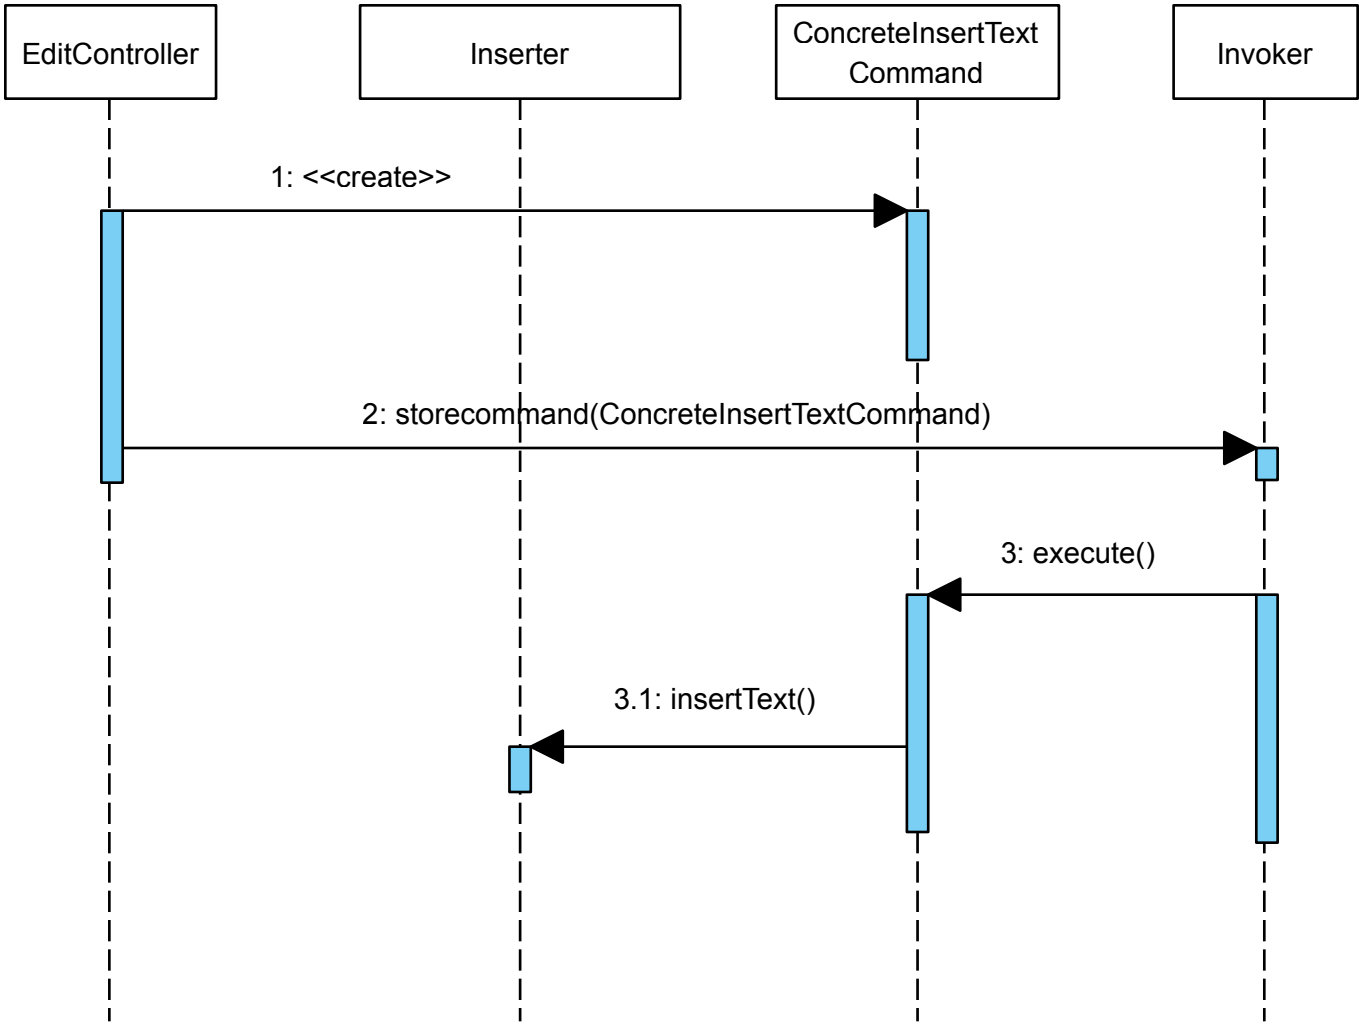 EditController
Inserter
ConcreteInsertText
Command
Invoker
1: <<create>>
2: storecommand(ConcreteInsertTextCommand)
3: execute()
3.1: insertText()